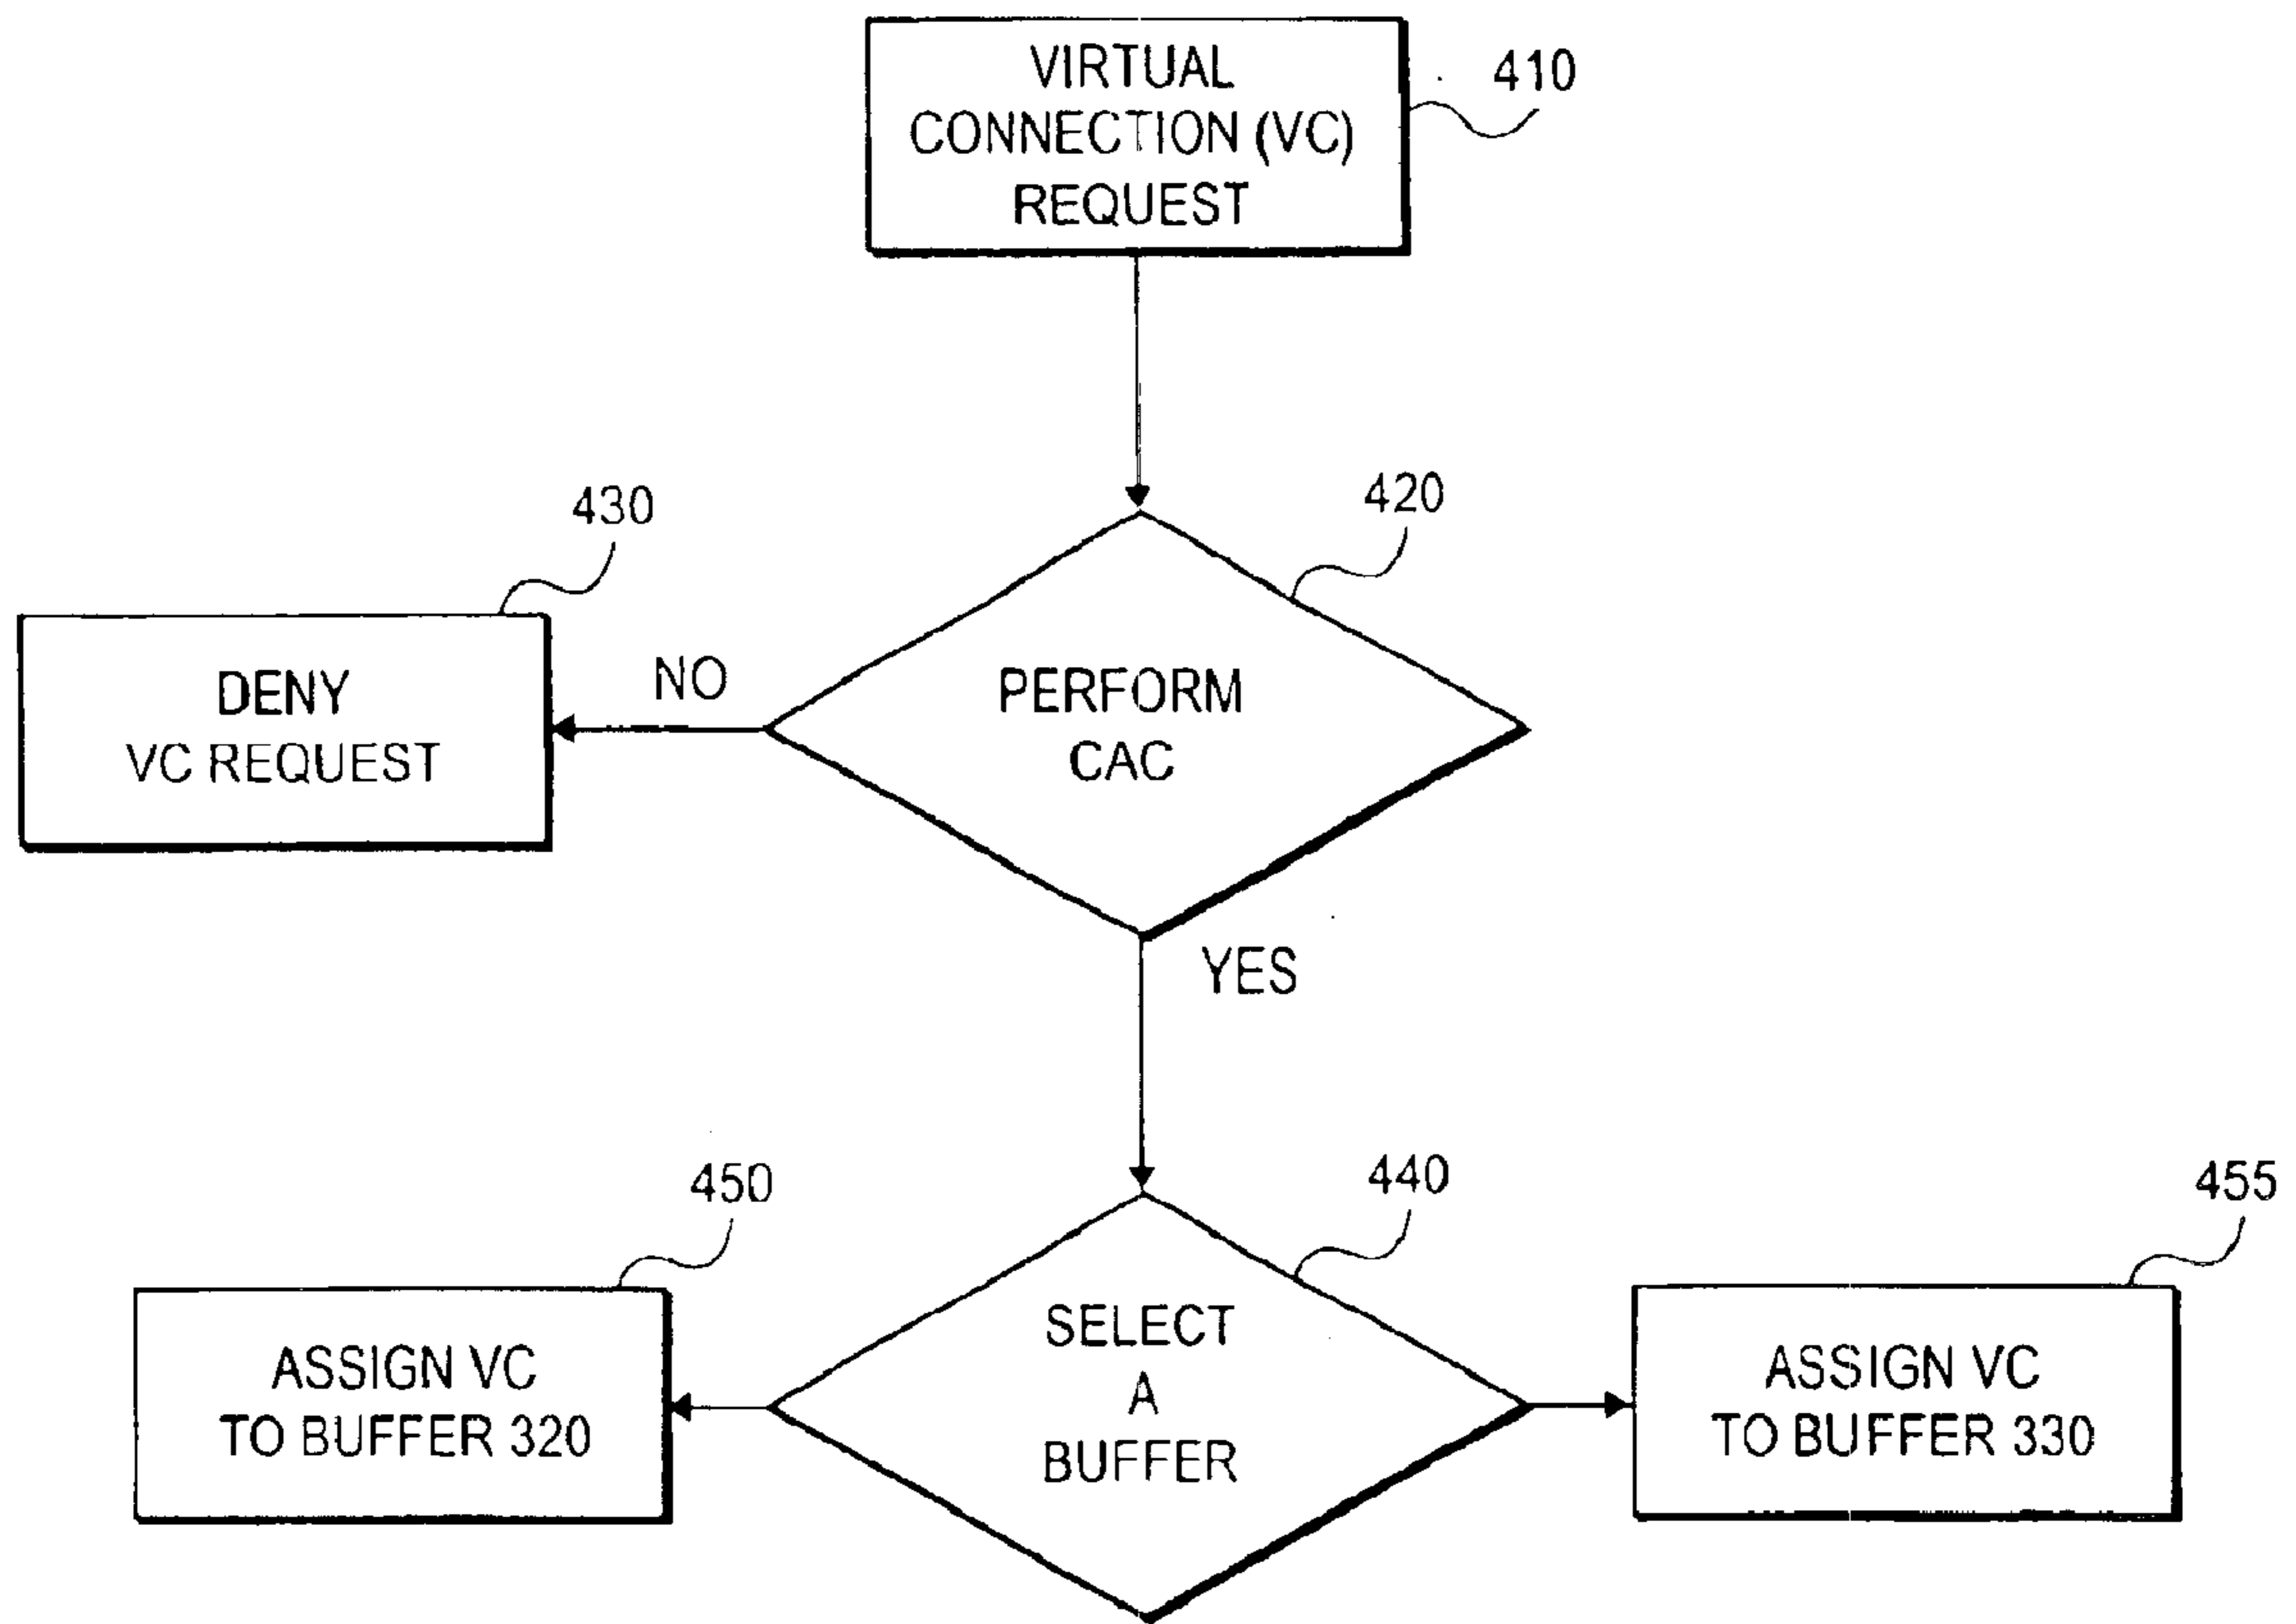 VIRTUAL
CONNECTION (VC)
REQUEST
410
420
PERFORM
CAC
NO
430
DENY
VC REQUEST
YES
440
SELECT
A
BUFFER
450
ASSIGN VC
TO BUFFER 320
455
ASSIGN VC
TO BUFFER 330